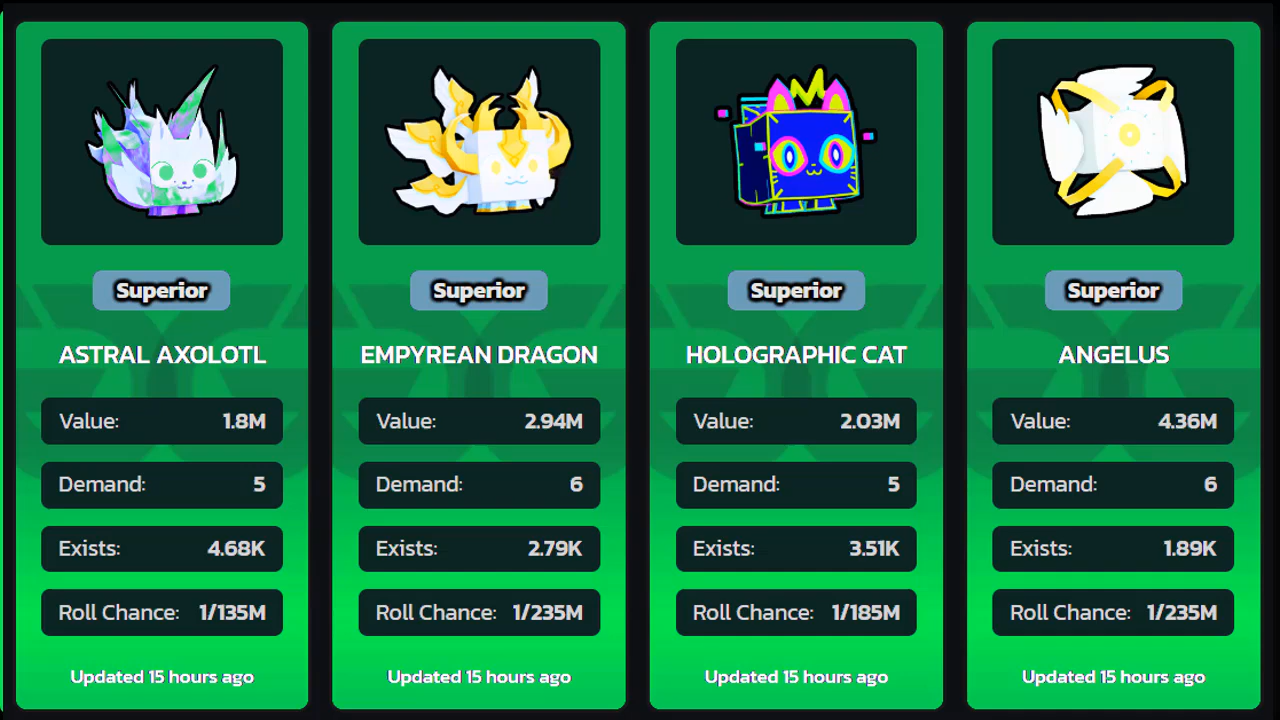 Superior
ASTRAL AXOLOTL
Value: 1.8M
Demand: 5
Exists: 4.68K
Roll Chance: 1/135M
Updated 15 hours ago
Superior
EMPYREAN DRAGON
Value: 2.94M
Demand: 6
Exists: 2.79K
Roll Chance: 1/235M
Updated 15 hours ago
Superior
HOLOGRAPHIC CAT
Value: 2.03M
Demand: 5
Exists: 3.51K
Roll Chance: 1/185M
Updated 15 hours ago
Superior
ANGELUS
Value: 4.36M
Demand: 6
Exists: 1.89K
Roll Chance: 1/235M
Updated 15 hours ago